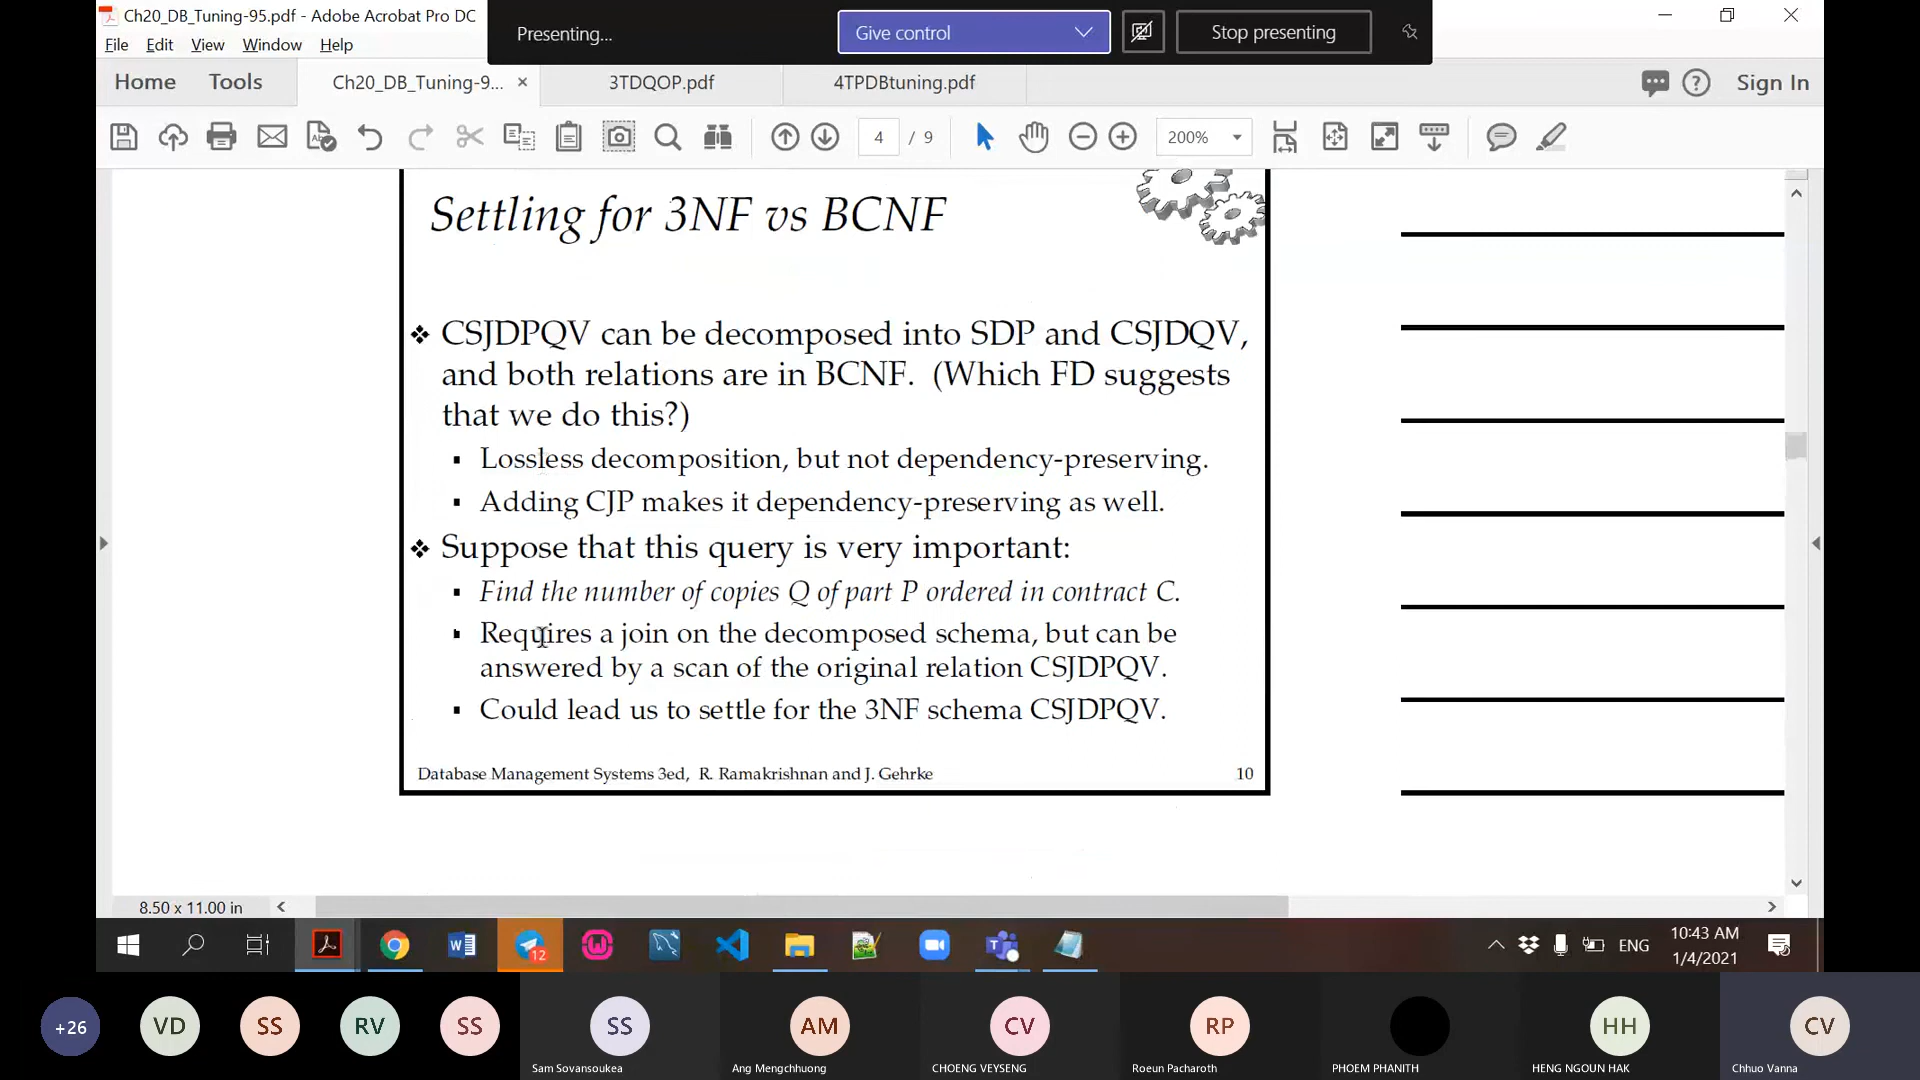 Ch20_DB_Tuning-95.pdf - Adobe Acrobat Pro DC
File Edit View Window Help
Presenting...
Give control
Stop presenting
Home Tools
Ch20_DB_Tuning-9... ×
3TDQOP.pdf
4TPDBtuning.pdf
Sign In
4 / 9
200%
Settling for 3NF vs BCNF
❖ CSJDPQV can be decomposed into SDP and CSJDQV,
and both relations are in BCNF. (Which FD suggests
that we do this?)
▪ Lossless decomposition, but not dependency-preserving.
▪ Adding CJP makes it dependency-preserving as well.
❖ Suppose that this query is very important:
▪ Find the number of copies Q of part P ordered in contract C.
▪ Requires a join on the decomposed schema, but can be
answered by a scan of the original relation CSJDPQV.
▪ Could lead us to settle for the 3NF schema CSJDPQV.
Database Management Systems 3ed, R. Ramakrishnan and J. Gehrke 10
8.50 x 11.00 in
12
ENG
10:43 AM
1/4/2021
+26
VD
SS
RV
SS
SS
AM
CV
RP
HH
CV
Sam Sovansoukea
Ang Mengchhuong
CHOENG VEYSENG
Roeun Pacharoth
PHOEM PHANITH
HENG NGOUN HAK
Chhuo Vanna